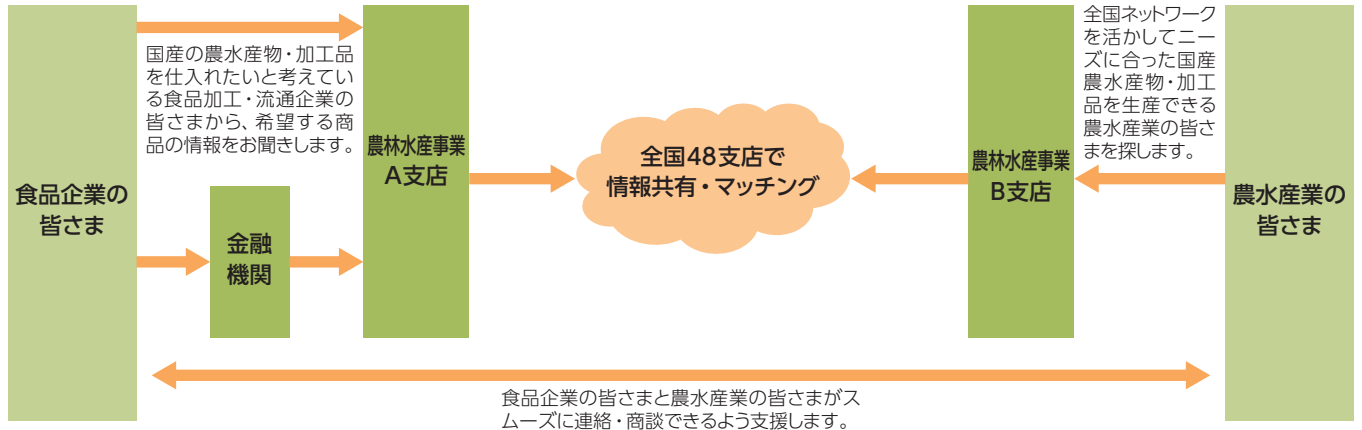 食品企業の
皆さま
国産の農水産物・加工品
を仕入れたいと考えてい
る食品加工・流通企業の
皆さまから、希望する商
品の情報をお聞きします。
金融
機関
農林水産事業
A支店
全国48支店で
情報共有・マッチング
農林水産事業
B支店
全国ネットワーク
を活かしてニー
ズに合った国産
農水産物・加工
品を生産できる
農水産業の皆さ
まを探します。
農水産業の
皆さま
食品企業の皆さまと農水産業の皆さまがス
ムーズに連絡・商談できるよう支援します。